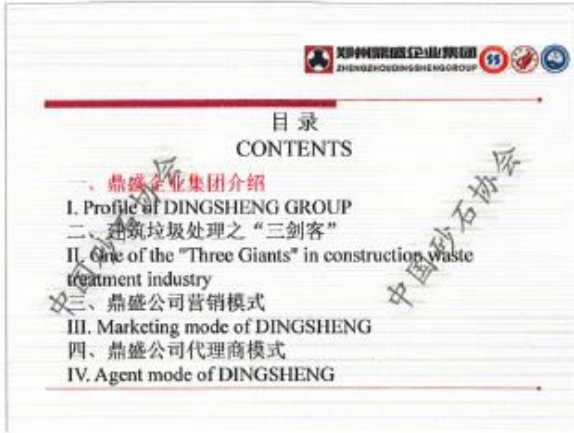 郑州鼎盛企业集团
ZHENGZHOUDINGSHENGGROUP
目录
CONTENTS
一、鼎盛企业集团介绍
I. Profile of DINGSHENG GROUP
二、建筑垃圾处理之“三剑客”
II. One of the "Three Giants" in construction waste
treatment industry
三、鼎盛公司营销模式
III. Marketing mode of DINGSHENG
四、鼎盛公司代理商模式
IV. Agent mode of DINGSHENG
中国砂石协会
中国砂石协会